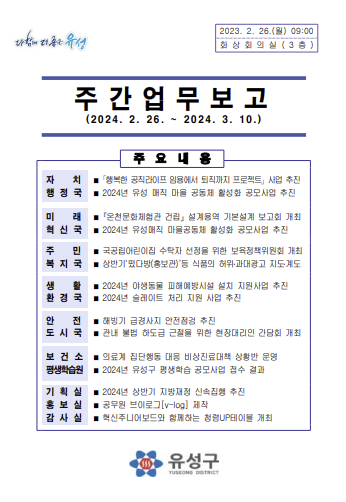 다함께 더 좋은 유성
2023. 2. 26.(월) 09:00
화상회의실(3층)
주간업무보고
(2024. 2. 26. ~ 2024. 3. 10.)
주요내용
자치행정국
■ 「행복한 공직라이프 임용에서 퇴직까지 프로젝트」 사업 추진
■ 2024년 유성 매직 마을 공동체 활성화 공모사업 추진
미래혁신국
■ 『온천문화체험관 건립』 설계용역 기본설계 보고회 개최
■ 2024년 유성매직 마을공동체 활성화 공모사업 추진
주민복지국
■ 국공립어린이집 수탁자 선정을 위한 보육정책위원회 개최
■ 상반기'떴다방(홍보관)'등 식품의 허위·과대광고 지도계도
생활환경국
■ 2024년 야생동물 피해예방시설 설치 지원사업 추진
■ 2024년 슬레이트 처리 지원 사업 추진
안전도시국
■ 해빙기 급경사지 안전점검 추진
■ 관내 불법 하도급 근절을 위한 현장대리인 간담회 개최
보건소
평생학습원
■ 의료계 집단행동 대응 비상진료대책 상황반 운영
■ 2024년 유성구 평생학습 공모사업 접수 결과
기획실
홍보실
감사실
■ 2024년 상반기 지방재정 신속집행 추진
■ 공무원 브이로그[v-log] 제작
■ 혁신주니어보드와 함께하는 청렴UP테이블 개최
유성구
YUSEONG DISTRICT